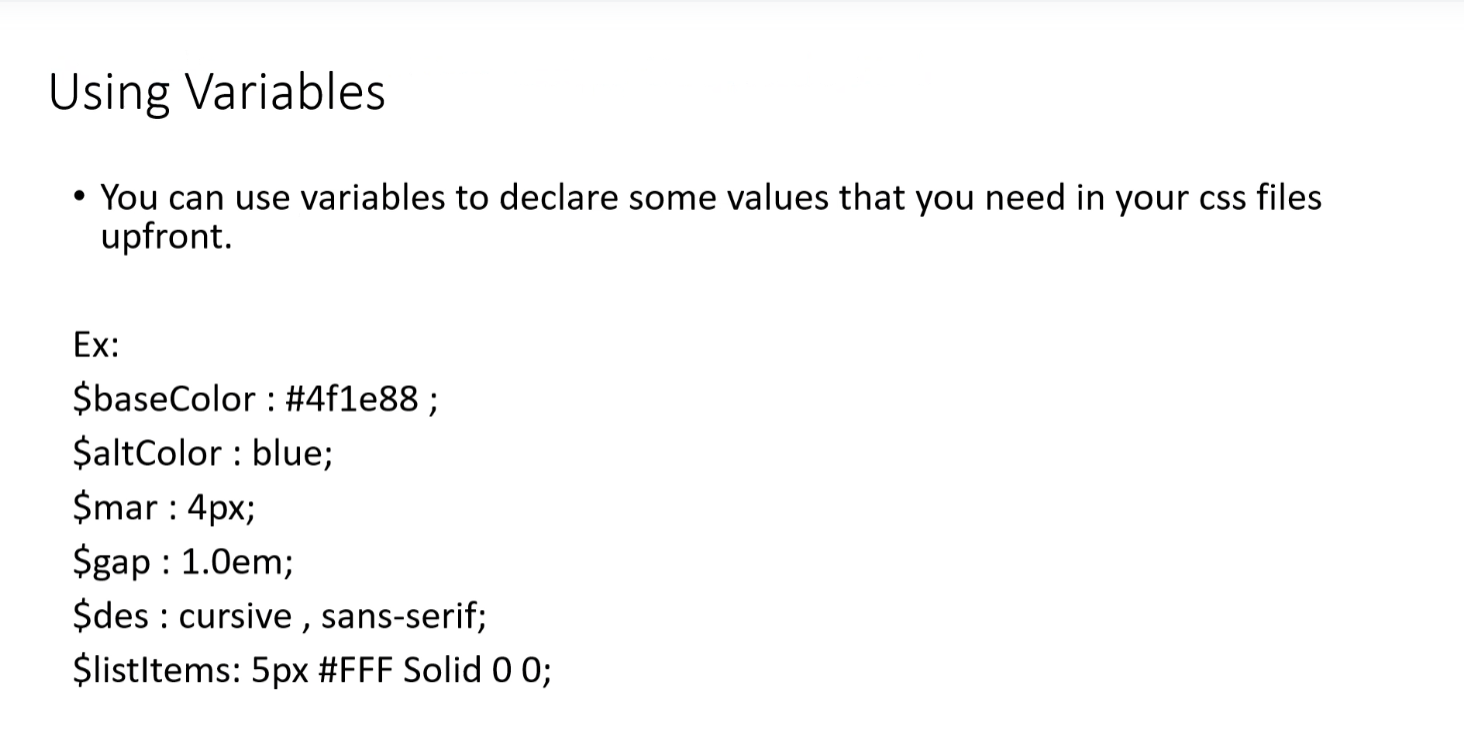 Using Variables
• You can use variables to declare some values that you need in your css files
upfront.
Ex:
$baseColor : #4f1e88 ;
$altColor : blue;
$mar : 4px;
$gap : 1.0em;
$des : cursive , sans-serif;
$listItems: 5px #FFF Solid 0 0;